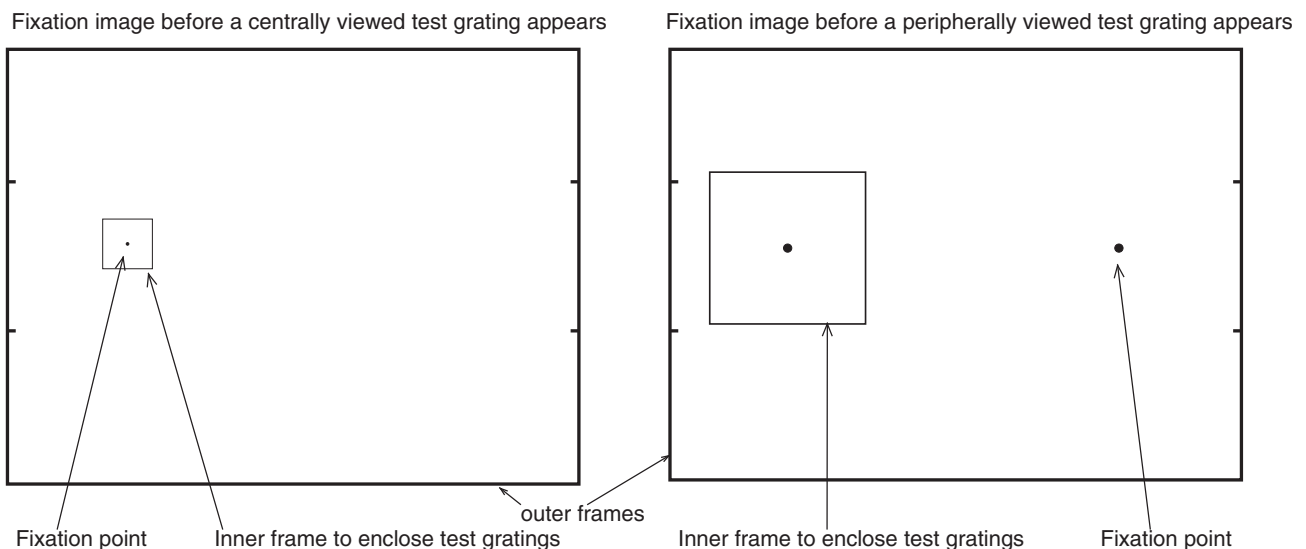 Fixation image before a centrally viewed test grating appears
Fixation image before a peripherally viewed test grating appears
outer frames
Fixation point
Inner frame to enclose test gratings
Inner frame to enclose test gratings
Fixation point